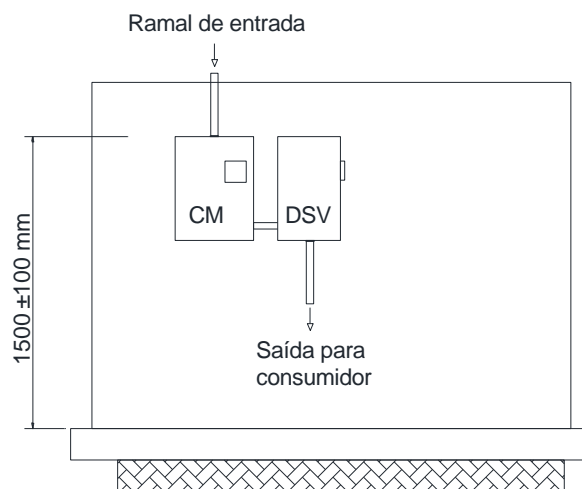 Ramal de entrada
CM
DSV
1500 ±100 mm
Saída para
consumidor